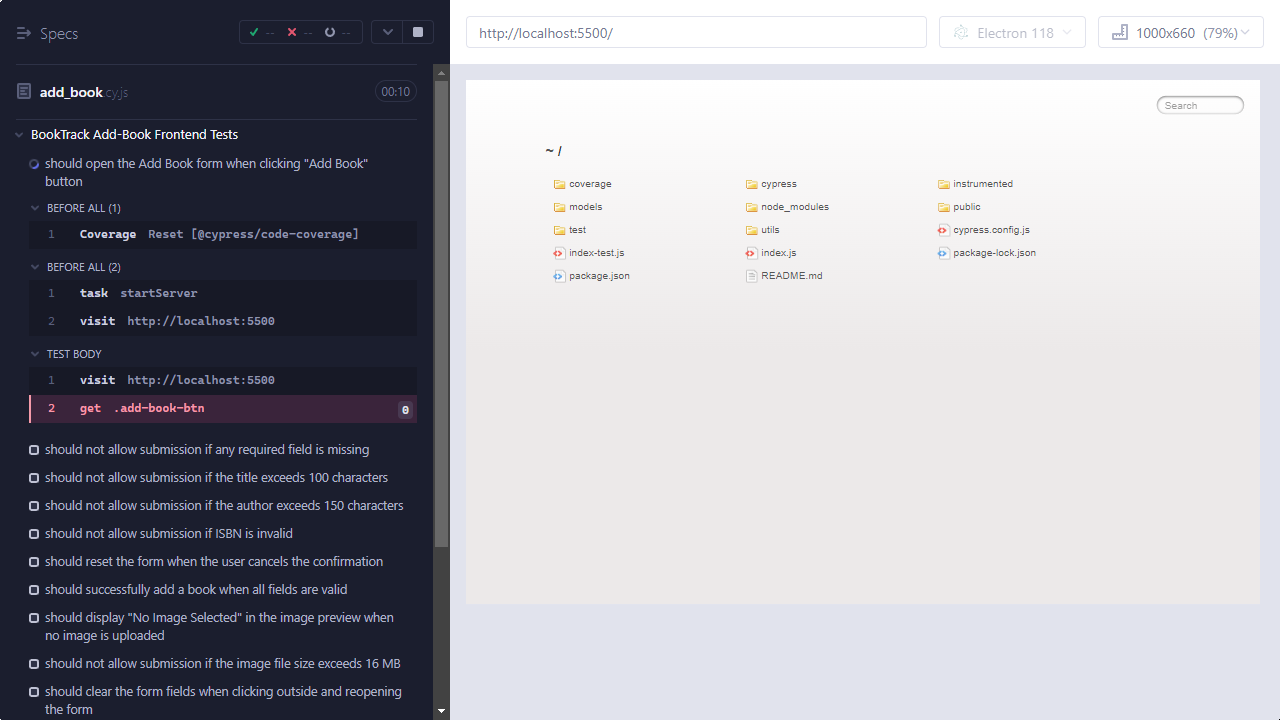 Specs
--
--
--
add_book.cy.js
00:10
BookTrack Add-Book Frontend Tests
should open the Add Book form when clicking "Add Book"
button
BEFORE ALL (1)
1 Coverage Reset [@cypress/code-coverage]
BEFORE ALL (2)
1 task startServer
2 visit http://localhost:5500
TEST BODY
1 visit http://localhost:5500
2 get .add-book-btn 0
should not allow submission if any required field is missing
should not allow submission if the title exceeds 100 characters
should not allow submission if the author exceeds 150 characters
should not allow submission if ISBN is invalid
should reset the form when the user cancels the confirmation
should successfully add a book when all fields are valid
should display "No Image Selected" in the image preview when
no image is uploaded
should not allow submission if the image file size exceeds 16 MB
should clear the form fields when clicking outside and reopening
the form
http://localhost:5500/
Electron 118
1000x660 (79%)
Search
~ /
coverage cypress instrumented
models node_modules public
test utils cypress.config.js
index-test.js index.js package-lock.json
package.json README.md